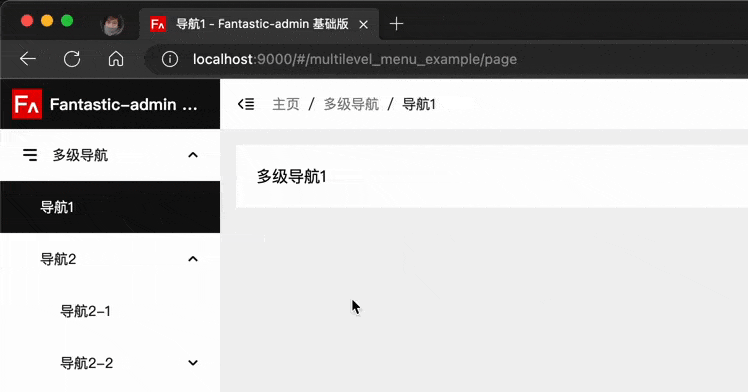 导航1 - Fantastic-admin 基础版
localhost:9000/#/multilevel_menu_example/page
Fantastic-admin ...
主页 / 多级导航 / 导航1
多级导航
多级导航1
导航1
导航2
导航2-1
导航2-2